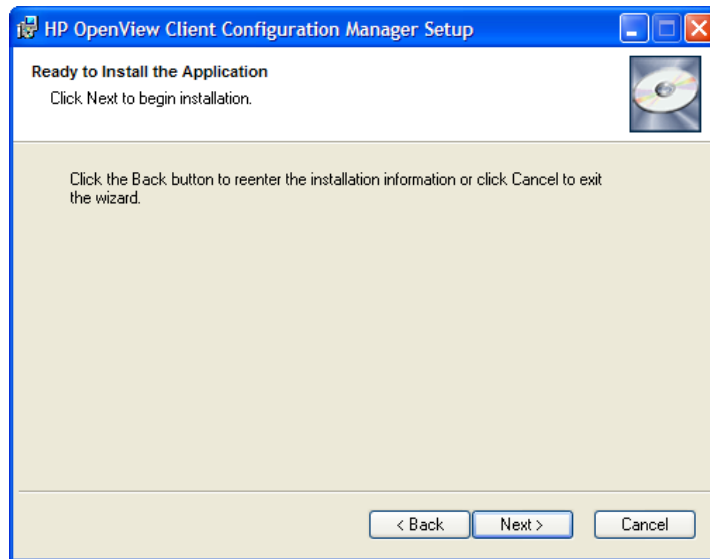 HP OpenView Client Configuration Manager Setup
Ready to Install the Application
Click Next to begin installation.
Click the Back button to reenter the installation information or click Cancel to exit
the wizard.
< Back Next > Cancel